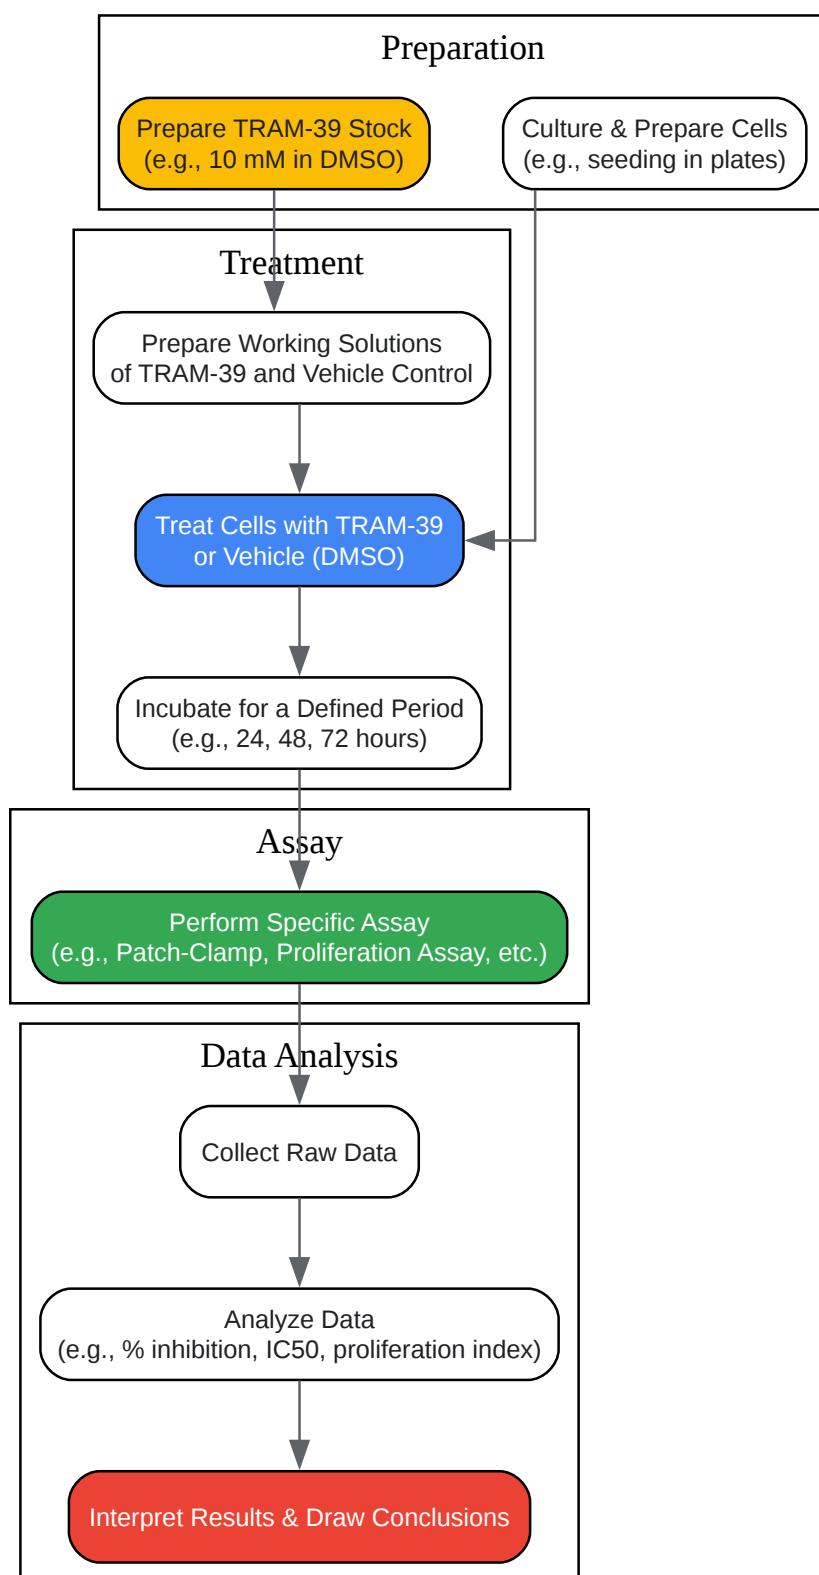 Preparation
Prepare TRAM-39 Stock
(e.g., 10 mM in DMSO)
Culture & Prepare Cells
(e.g., seeding in plates)
Treatment
Prepare Working Solutions
of TRAM-39 and Vehicle Control
Treat Cells with TRAM-39
or Vehicle (DMSO)
Incubate for a Defined Period
(e.g., 24, 48, 72 hours)
Assay
Perform Specific Assay
(e.g., Patch-Clamp, Proliferation Assay, etc.)
Data Analysis
Collect Raw Data
Analyze Data
(e.g., % inhibition, IC50, proliferation index)
Interpret Results & Draw Conclusions